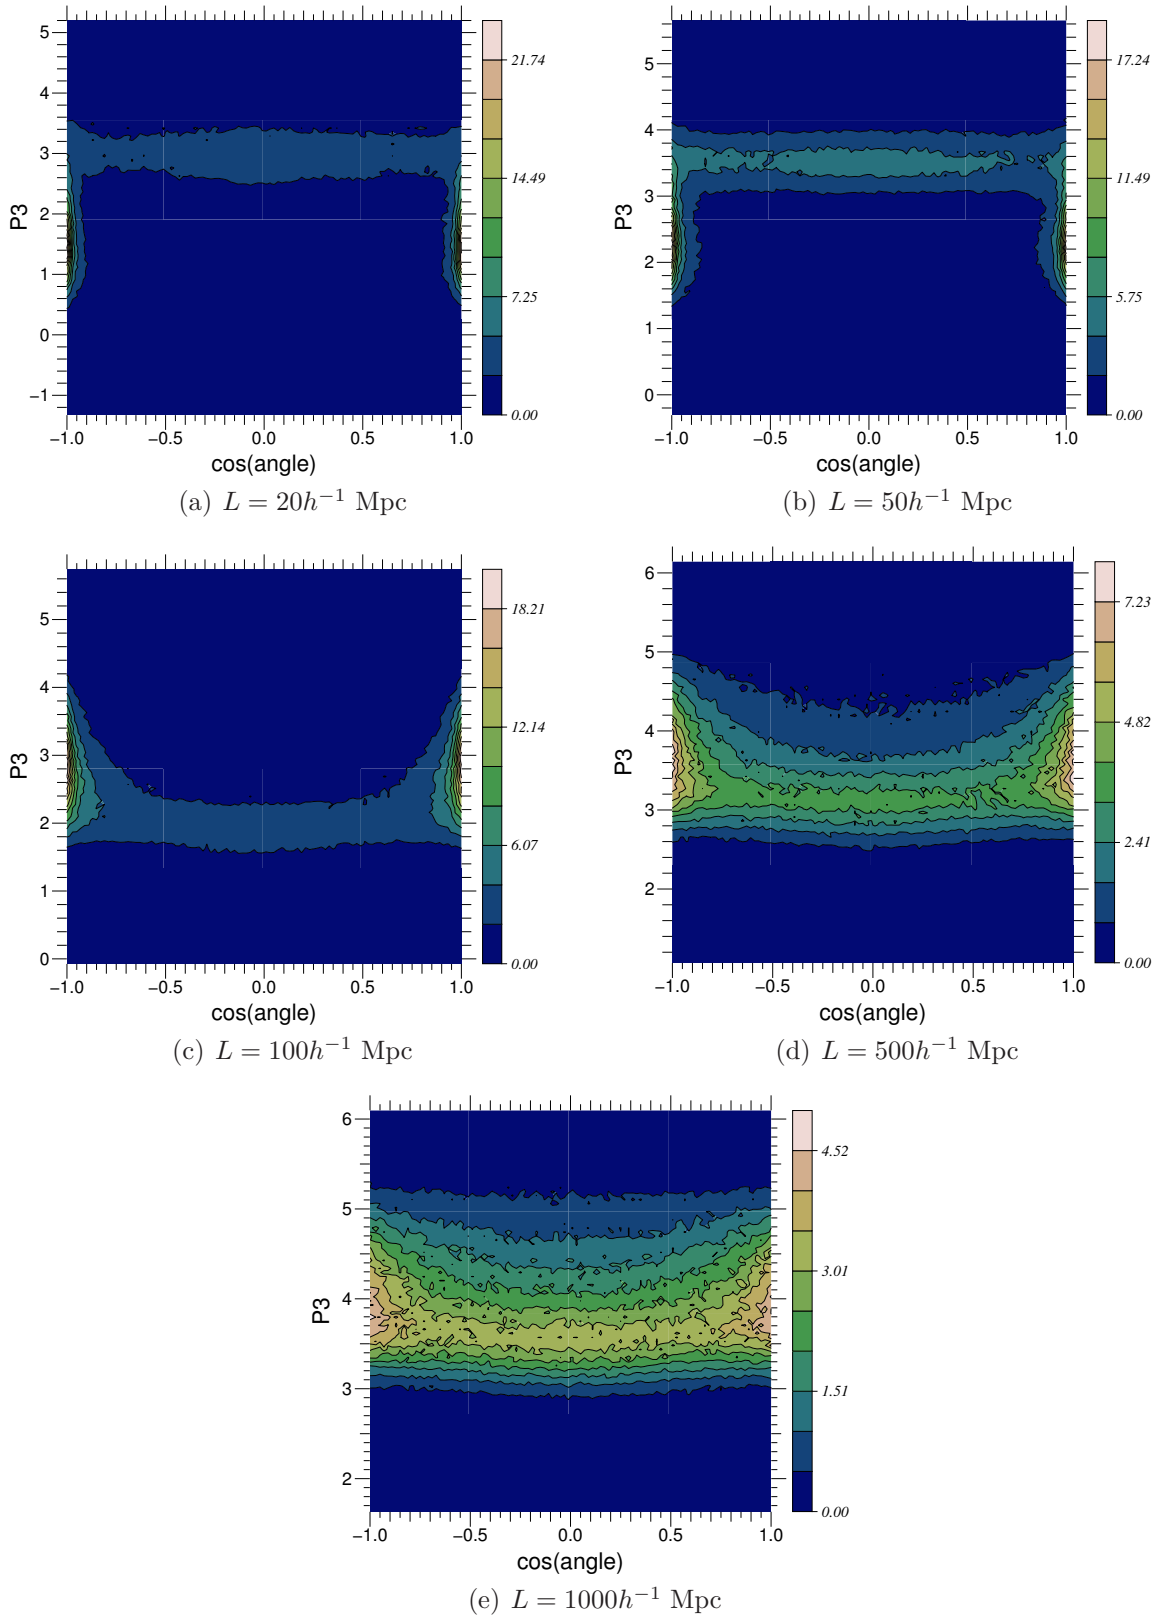 5
4
3
2
1
0
−1
P3
−1.0 −0.5 0.0 0.5 1.0
cos(angle)
21.74
14.49
7.25
0.00
(a) L = 20h⁻¹ Mpc
5
4
3
2
1
0
P3
−1.0 −0.5 0.0 0.5 1.0
cos(angle)
17.24
11.49
5.75
0.00
(b) L = 50h⁻¹ Mpc
5
4
3
2
1
0
P3
−1.0 −0.5 0.0 0.5 1.0
cos(angle)
18.21
12.14
6.07
0.00
(c) L = 100h⁻¹ Mpc
6
5
4
3
2
P3
−1.0 −0.5 0.0 0.5 1.0
cos(angle)
7.23
4.82
2.41
0.00
(d) L = 500h⁻¹ Mpc
6
5
4
3
2
P3
−1.0 −0.5 0.0 0.5 1.0
cos(angle)
4.52
3.01
1.51
0.00
(e) L = 1000h⁻¹ Mpc